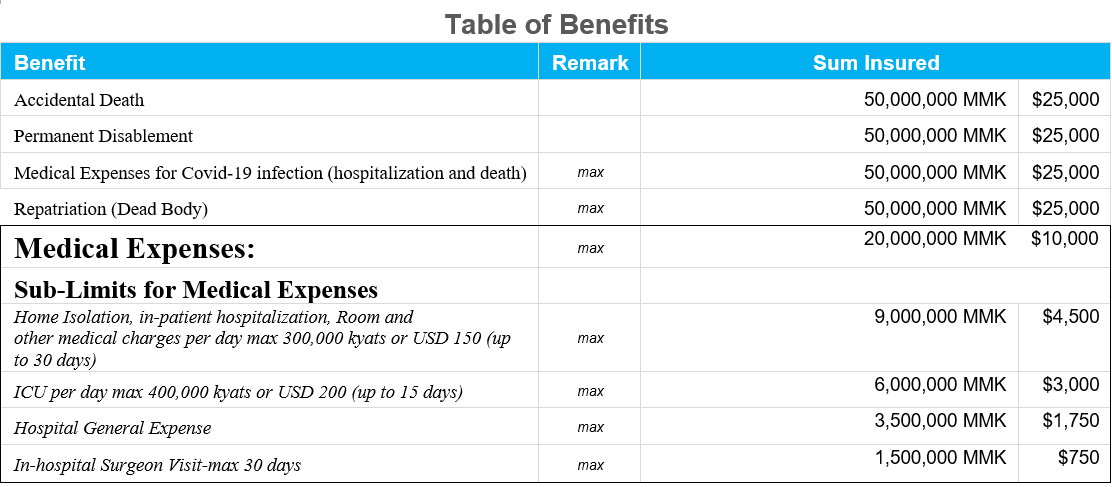 Table of Benefits
Benefit Remark Sum Insured
Accidental Death 50,000,000 MMK $25,000
Permanent Disablement 50,000,000 MMK $25,000
Medical Expenses for Covid-19 infection (hospitalization and death) max 50,000,000 MMK $25,000
Repatriation (Dead Body) max 50,000,000 MMK $25,000
Medical Expenses: max 20,000,000 MMK $10,000
Sub-Limits for Medical Expenses
Home Isolation, in-patient hospitalization, Room and 9,000,000 MMK $4,500
other medical charges per day max 300,000 kyats or USD 150 (up max
to 30 days)
ICU per day max 400,000 kyats or USD 200 (up to 15 days) max 6,000,000 MMK $3,000
Hospital General Expense max 3,500,000 MMK $1,750
In-hospital Surgeon Visit-max 30 days max 1,500,000 MMK $750